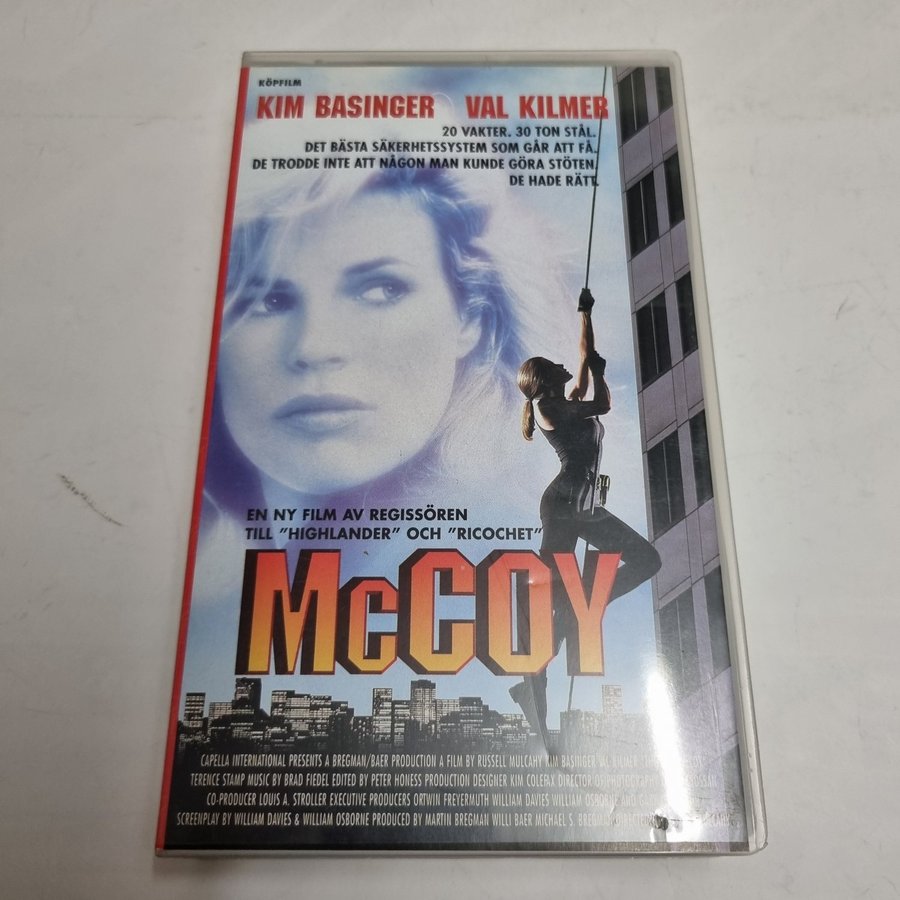 KÖPFILM
KIM BASINGER VAL KILMER
20 VAKTER. 30 TON STÅL.
DET BÄSTA SÄKERHETSSYSTEM SOM GÅR ATT FÅ.
DE TRODDE INTE ATT NÅGON MAN KUNDE GÖRA STÖTEN.
DE HADE RÄTT.
EN NY FILM AV REGISSÖREN
TILL "HIGHLANDER" OCH "RICOCHET"
McCOY
CAPELLA INTERNATIONAL PRESENTS A BREGMAN/BAER PRODUCTION A FILM BY RUSSELL MULCAHY KIM BASINGER VAL KILMER
TERENCE STAMP MUSIC BY BRAD FIEDEL EDITED BY PETER HONESS PRODUCTION DESIGNER KIM COLEFAX DIRECTOR OF PHOTOGRAPHY
CO-PRODUCER LOUIS A. STROLLER EXECUTIVE PRODUCERS ORTWIN FREYERMUTH WILLIAM DAVIES WILLIAM OSBORNE AND
SCREENPLAY BY WILLIAM DAVIES & WILLIAM OSBORNE PRODUCED BY MARTIN BREGMAN WILLI BAER MICHAEL S. BREGMAN DIRECTED